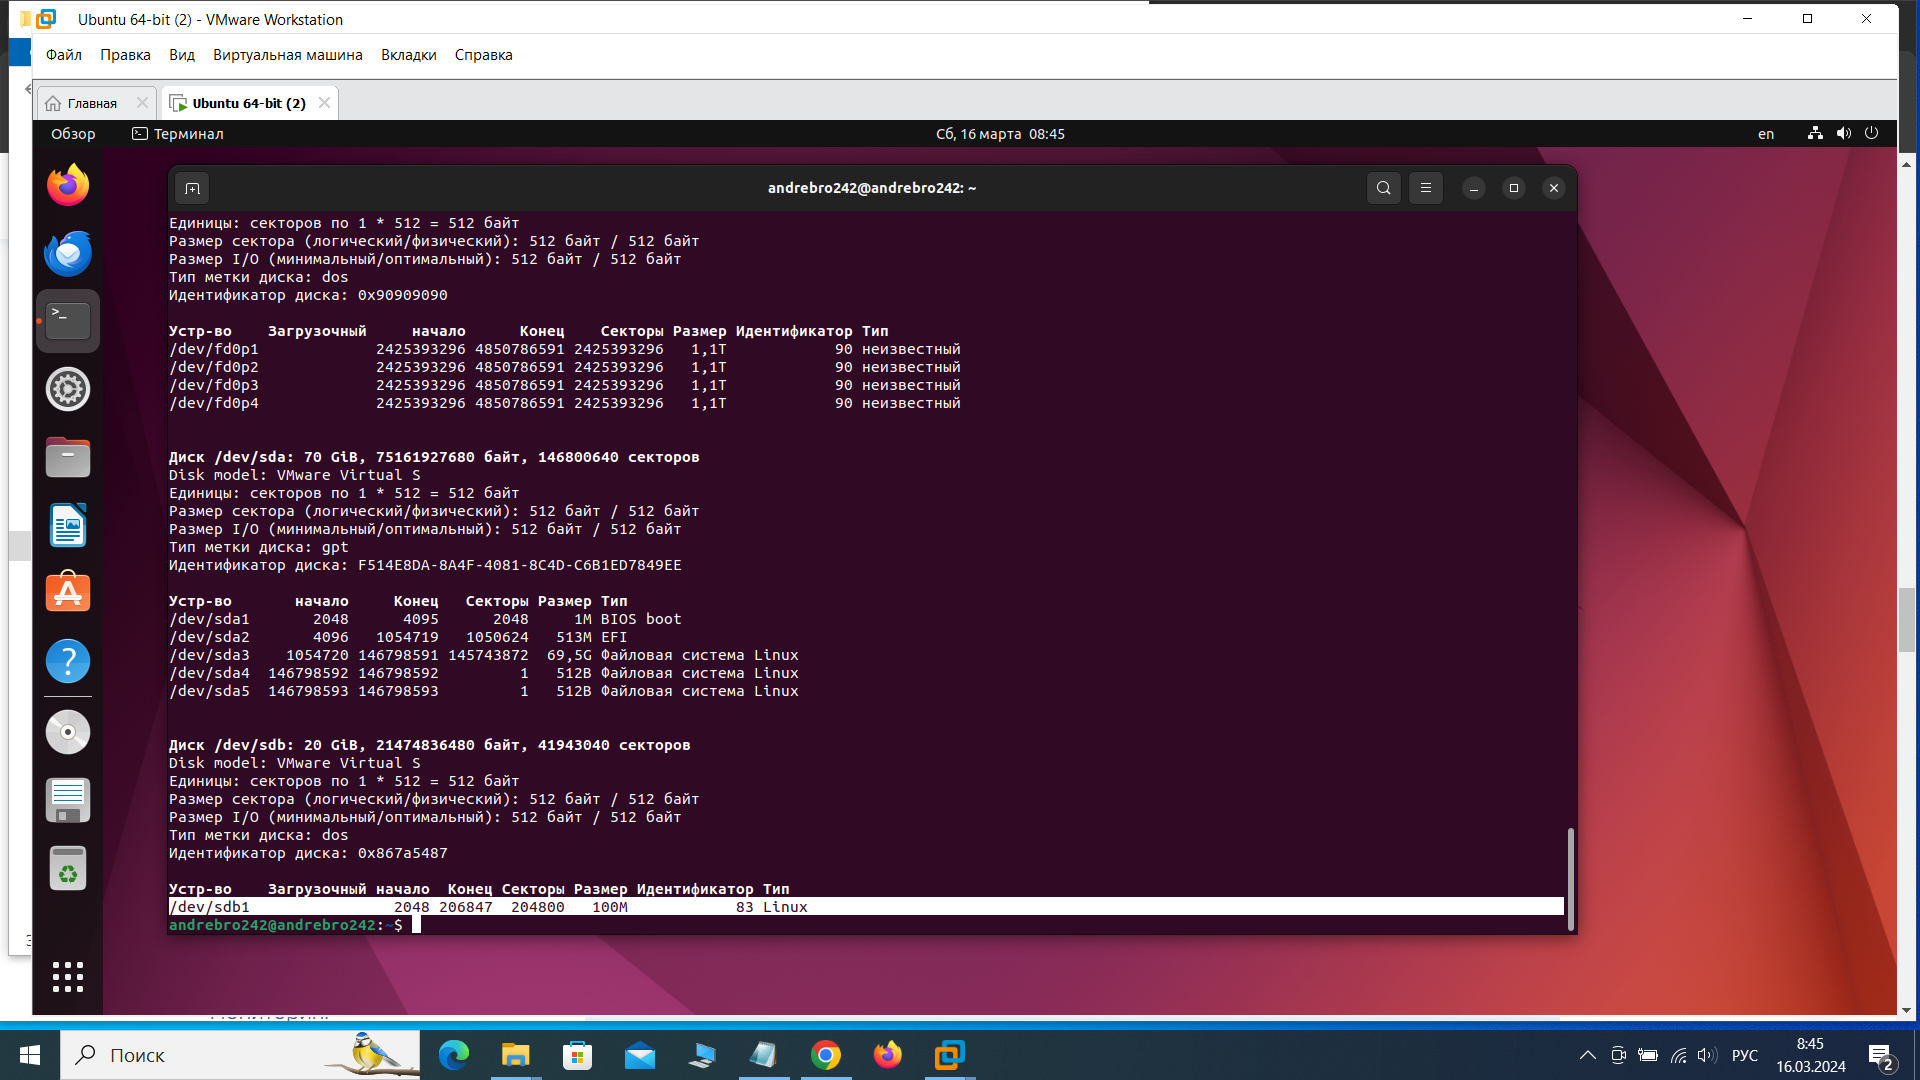 Ubuntu 64-bit (2) - VMware Workstation
Файл Правка Вид Виртуальная машина Вкладки Справка
Главная Ubuntu 64-bit (2)
Обзор Терминал Сб, 16 марта 08:45 en
andrebro242@andrebro242: ~
Единицы: секторов по 1 * 512 = 512 байт
Размер сектора (логический/физический): 512 байт / 512 байт
Размер I/O (минимальный/оптимальный): 512 байт / 512 байт
Тип метки диска: dos
Идентификатор диска: 0x90909090
Устр-во Загрузочный начало Конец Секторы Размер Идентификатор Тип
/dev/fd0p1 2425393296 4850786591 2425393296 1,1T 90 неизвестный
/dev/fd0p2 2425393296 4850786591 2425393296 1,1T 90 неизвестный
/dev/fd0p3 2425393296 4850786591 2425393296 1,1T 90 неизвестный
/dev/fd0p4 2425393296 4850786591 2425393296 1,1T 90 неизвестный
Диск /dev/sda: 70 GiB, 75161927680 байт, 146800640 секторов
Disk model: VMware Virtual S
Единицы: секторов по 1 * 512 = 512 байт
Размер сектора (логический/физический): 512 байт / 512 байт
Размер I/O (минимальный/оптимальный): 512 байт / 512 байт
Тип метки диска: gpt
Идентификатор диска: F514E8DA-8A4F-4081-8C4D-C6B1ED7849EE
Устр-во начало Конец Секторы Размер Тип
/dev/sda1 2048 4095 2048 1M BIOS boot
/dev/sda2 4096 1054719 1050624 513M EFI
/dev/sda3 1054720 146798591 145743872 69,5G Файловая система Linux
/dev/sda4 146798592 146798592 1 512B Файловая система Linux
/dev/sda5 146798593 146798593 1 512B Файловая система Linux
Диск /dev/sdb: 20 GiB, 21474836480 байт, 41943040 секторов
Disk model: VMware Virtual S
Единицы: секторов по 1 * 512 = 512 байт
Размер сектора (логический/физический): 512 байт / 512 байт
Размер I/O (минимальный/оптимальный): 512 байт / 512 байт
Тип метки диска: dos
Идентификатор диска: 0x867a5487
Устр-во Загрузочный начало Конец Секторы Размер Идентификатор Тип
/dev/sdb1 2048 206847 204800 100M 83 Linux
andrebro242@andrebro242:~$
Поиск
РУС
8:45
16.03.2024
2